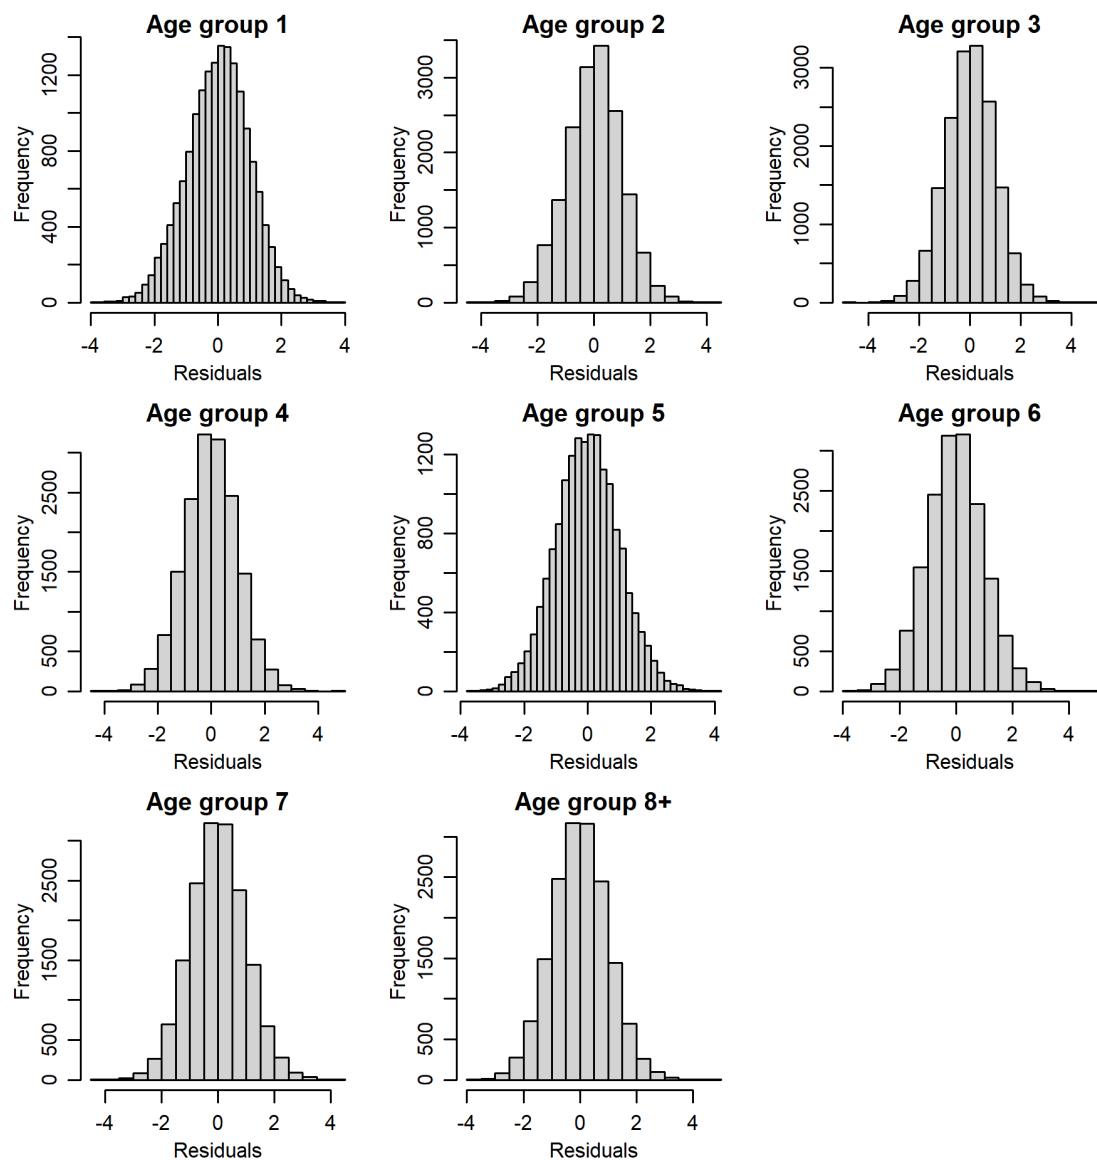 Age group 1
Frequency
0 400 800 1200
-4 -2 0 2 4
Residuals
Age group 2
Frequency
0 1000 2000 3000
-4 -2 0 2 4
Residuals
Age group 3
Frequency
0 1000 2000 3000
-4 -2 0 2 4
Residuals
Age group 4
Frequency
0 500 1500 2500
-4 -2 0 2 4
Residuals
Age group 5
Frequency
0 400 800 1200
-4 -2 0 2 4
Residuals
Age group 6
Frequency
0 500 1500 2500
-4 -2 0 2 4
Residuals
Age group 7
Frequency
0 500 1500 2500
-4 -2 0 2 4
Residuals
Age group 8+
Frequency
0 500 1500 2500
-4 -2 0 2 4
Residuals